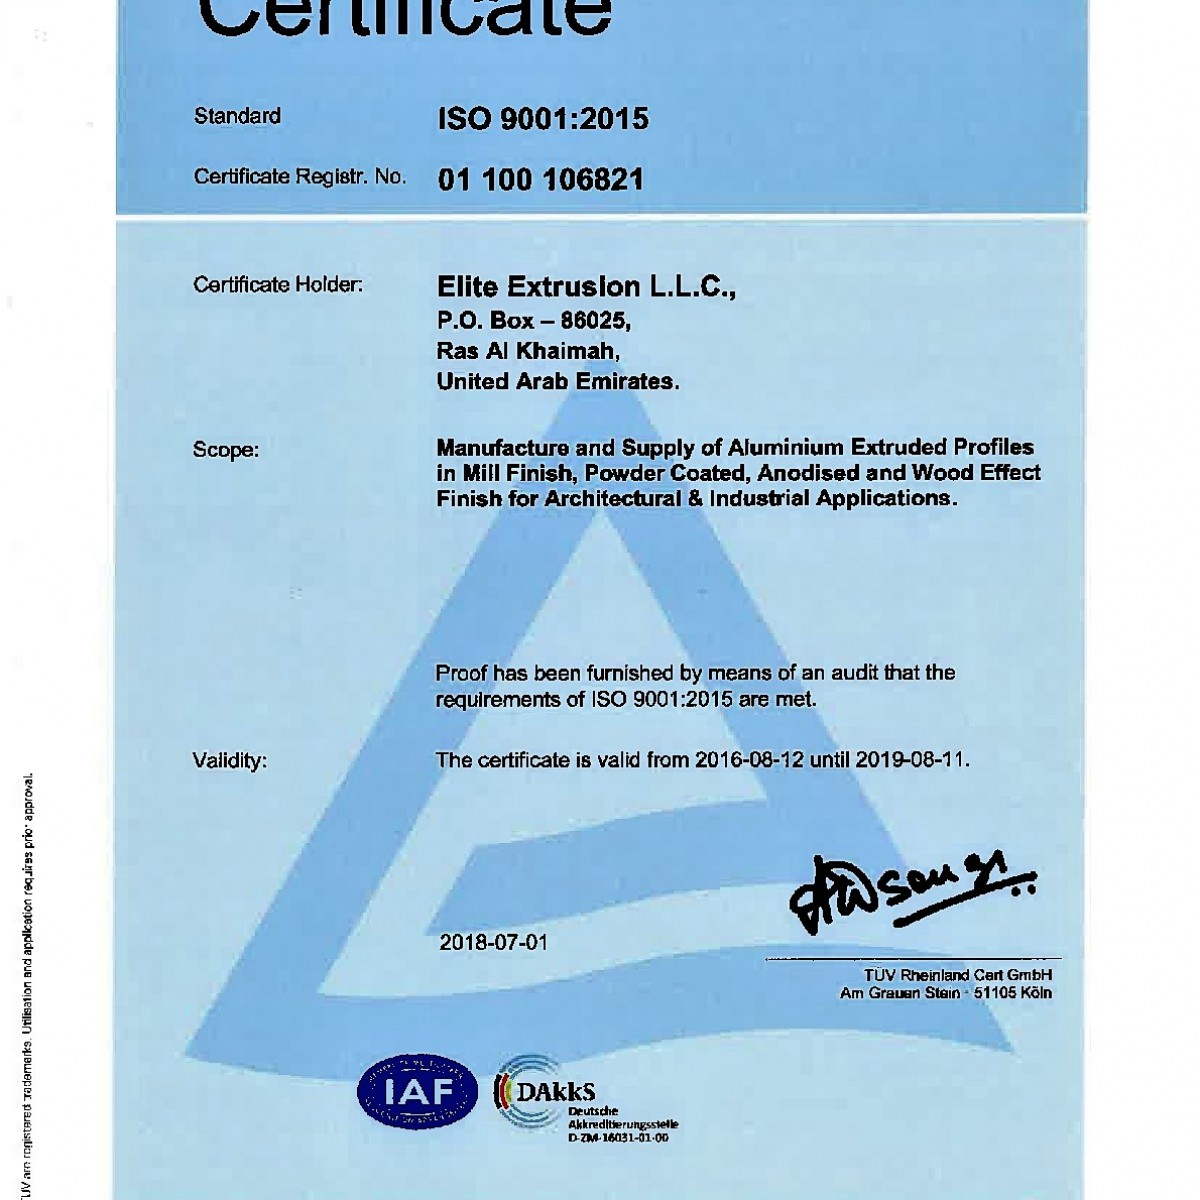 Certificate
Standard ISO 9001:2015
Certificate Registr. No. 01 100 106821
Certificate Holder: Elite Extrusion L.L.C.,
P.O. Box – 86025,
Ras Al Khaimah,
United Arab Emirates.
Scope: Manufacture and Supply of Aluminium Extruded Profiles
in Mill Finish, Powder Coated, Anodised and Wood Effect
Finish for Architectural & Industrial Applications.
Proof has been furnished by means of an audit that the
requirements of ISO 9001:2015 are met.
Validity: The certificate is valid from 2016-08-12 until 2019-08-11.
2018-07-01
TÜV Rheinland Cert GmbH
Am Grauen Stein · 51105 Köln
IAF
DAkkS
Deutsche
Akkreditierungsstelle
D-ZM-16031-01-00
TÜV are registered trademarks. Utilisation and application requires prior approval.